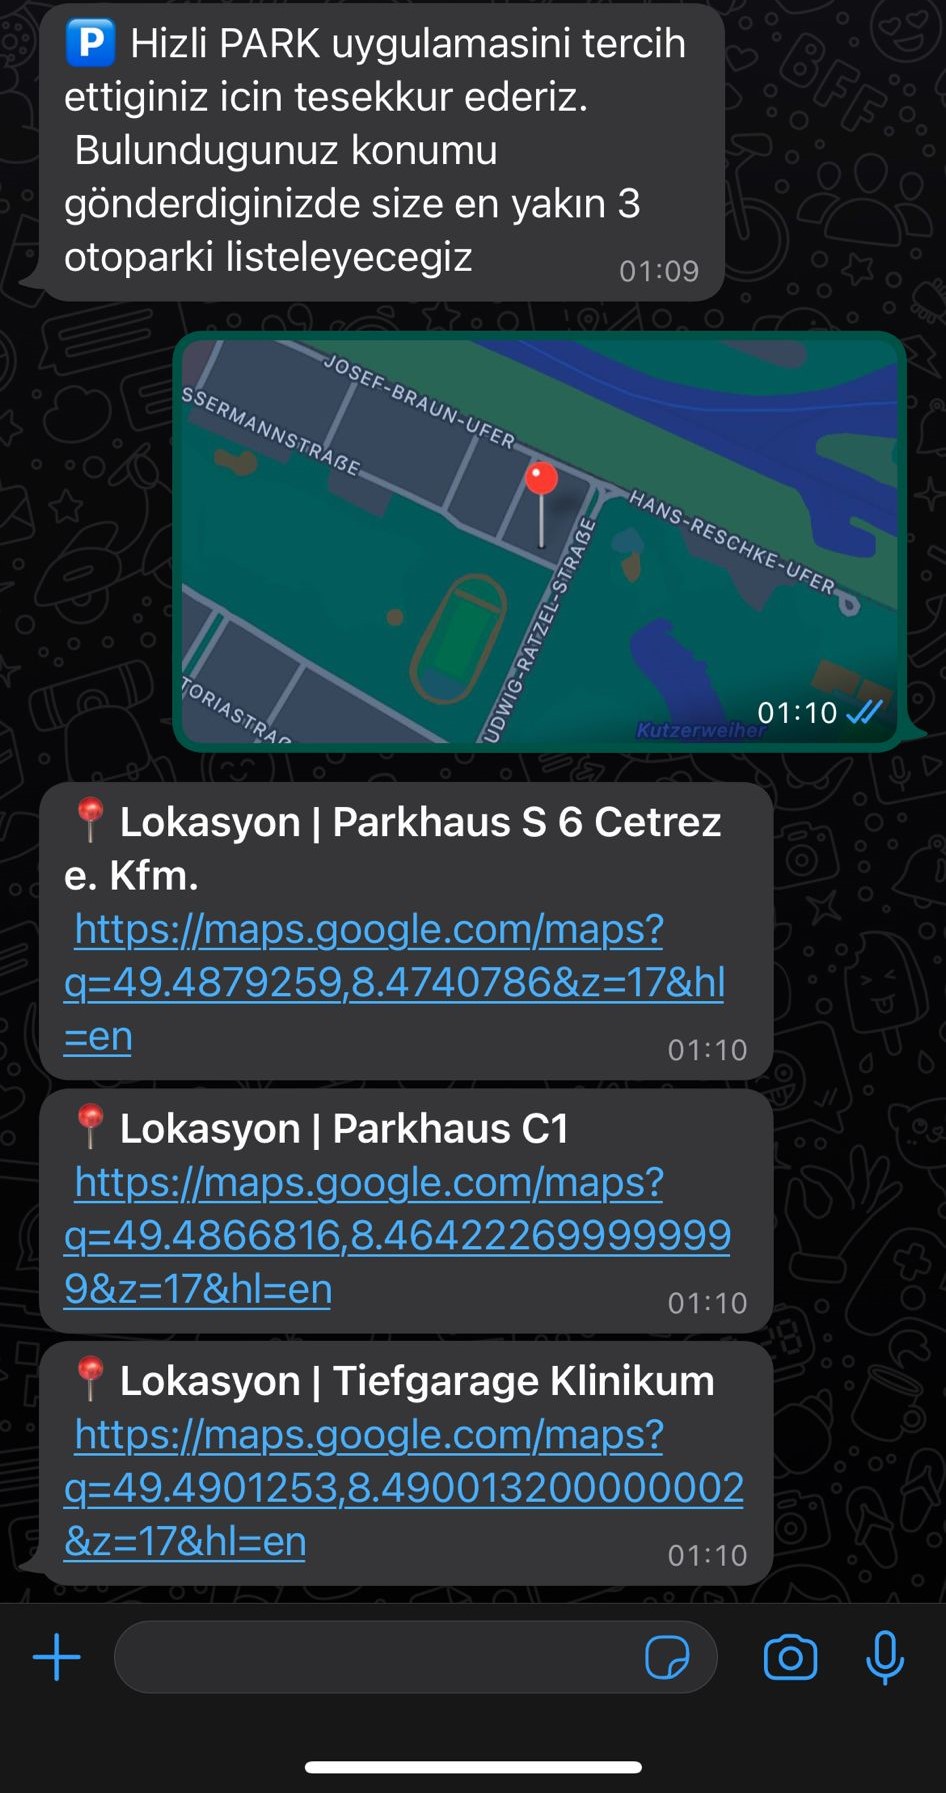 🅿️ Hizli PARK uygulamasini tercih
ettiginiz icin tesekkur ederiz.
Bulundugunuz konumu
gönderdiginizde size en yakın 3
otoparki listeleyecegiz
01:09
JOSEF-BRAUN-UFER
SSERMANNSTRAẞE
HANS-RESCHKE-UFER
UDWIG-RATZEL-STRAẞE
TORIASTRAC
Kutzerweiher
01:10
📍 Lokasyon | Parkhaus S 6 Cetrez
e. Kfm.
https://maps.google.com/maps?
q=49.4879259,8.4740786&z=17&hl
=en
01:10
📍 Lokasyon | Parkhaus C1
https://maps.google.com/maps?
q=49.4866816,8.46422269999999
9&z=17&hl=en
01:10
📍 Lokasyon | Tiefgarage Klinikum
https://maps.google.com/maps?
q=49.4901253,8.490013200000002
&z=17&hl=en
01:10